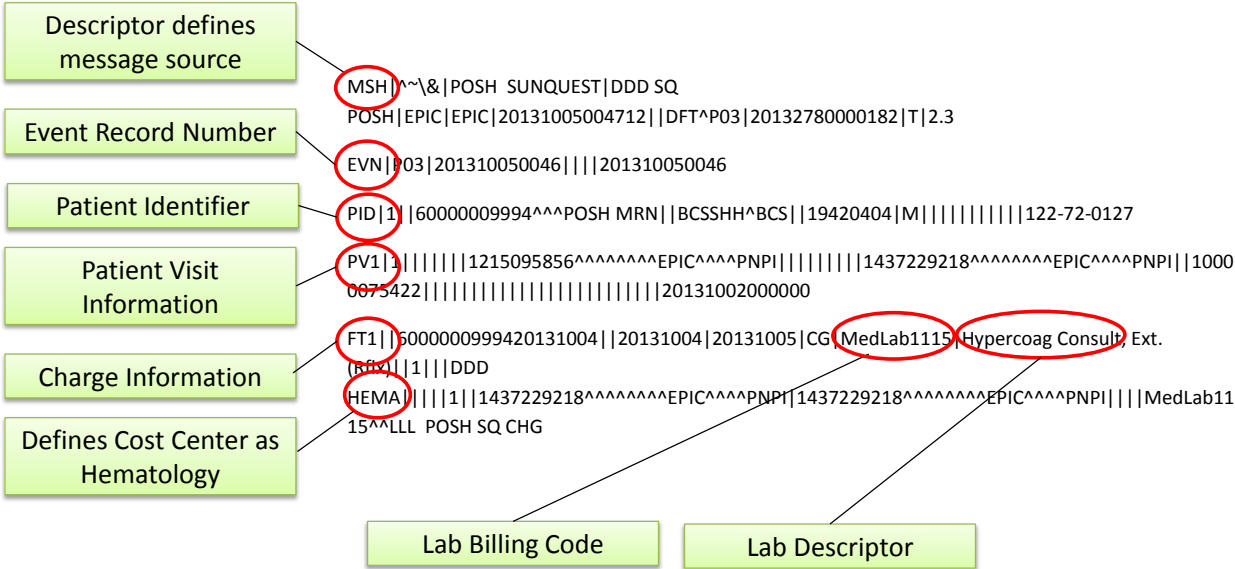 Descriptor defines
message source
MSH|^~\&|POSH  SUNQUEST|DDD SQ
POSH|EPIC|EPIC|20131005004712||DFT^P03|20132780000182|T|2.3
Event Record Number
EVN|P03|201310050046||||201310050046
Patient Identifier
PID|1||60000009994^^^POSH MRN||BCSSHH^BCS||19420404|M|||||||||||122-72-0127
Patient Visit
Information
PV1|1|||||||1215095856^^^^^^^^EPIC^^^^PNPI|||||||||1437229218^^^^^^^^EPIC^^^^PNPI||1000
0075422|||||||||||||||||||||||||20131002000000
Charge Information
FT1||6000000999420131004||20131004|20131005|CG|MedLab1115|Hypercoag Consult, Ext.
(Rflx)||1|||DDD
Defines Cost Center as
Hematology
HEMA|||||1||1437229218^^^^^^^^EPIC^^^^PNPI|1437229218^^^^^^^^EPIC^^^^PNPI||||MedLab11
15^^LLL  POSH SQ CHG
Lab Billing Code
Lab Descriptor